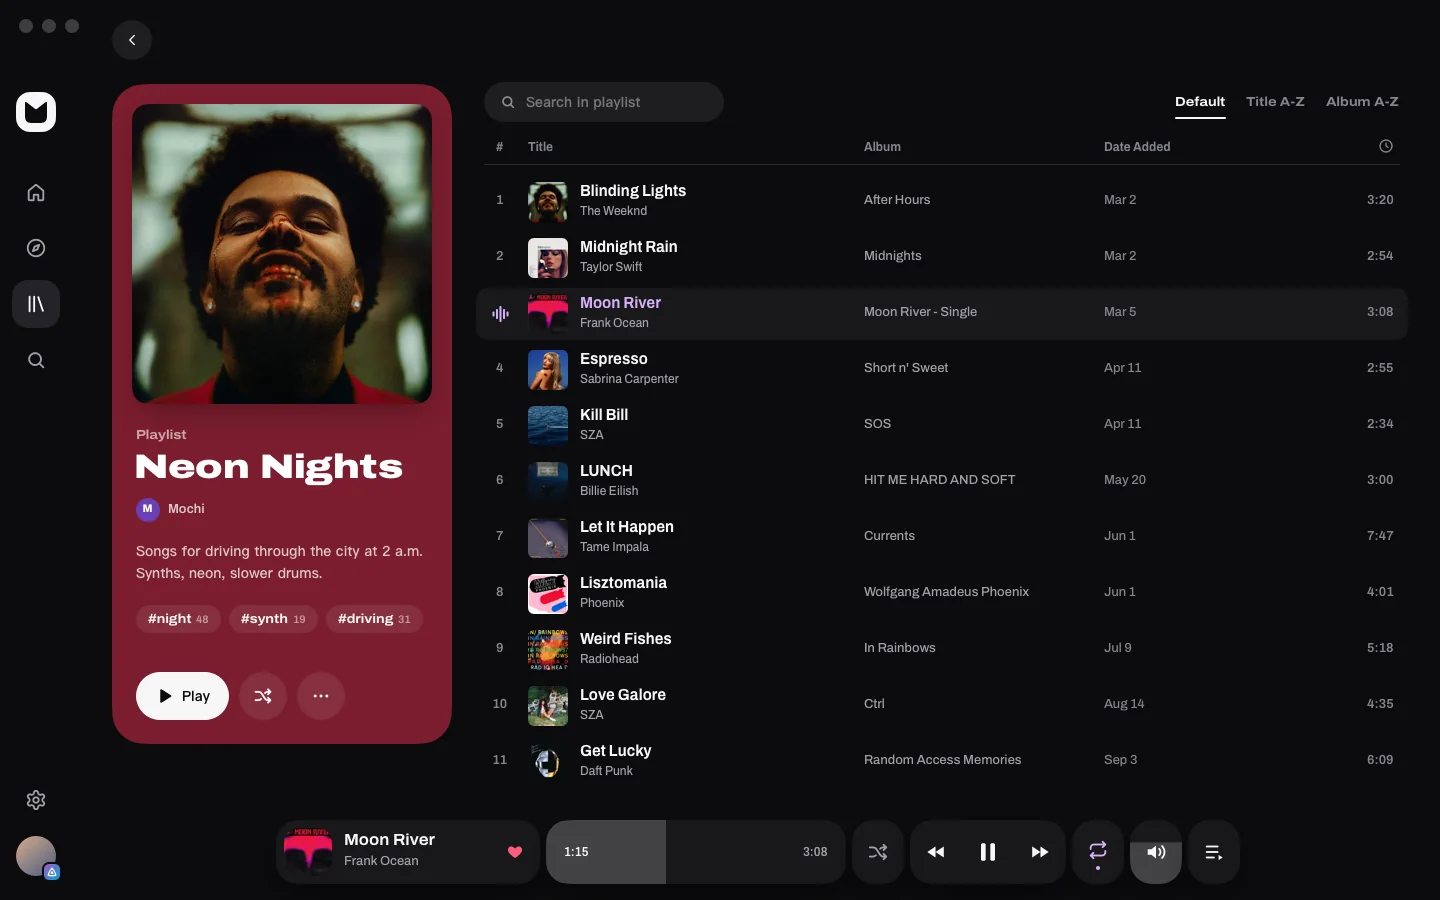 Search in playlist
Default Title A-Z Album A-Z
# Title Album Date Added
1 Blinding Lights After Hours Mar 2 3:20
The Weeknd
2 Midnight Rain Midnights Mar 2 2:54
Taylor Swift
Moon River Moon River - Single Mar 5 3:08
Frank Ocean
4 Espresso Short n' Sweet Apr 11 2:55
Sabrina Carpenter
5 Kill Bill SOS Apr 11 2:34
SZA
6 LUNCH HIT ME HARD AND SOFT May 20 3:00
Billie Eilish
7 Let It Happen Currents Jun 1 7:47
Tame Impala
8 Lisztomania Wolfgang Amadeus Phoenix Jun 1 4:01
Phoenix
9 Weird Fishes In Rainbows Jul 9 5:18
Radiohead
10 Love Galore Ctrl Aug 14 4:35
SZA
11 Get Lucky Random Access Memories Sep 3 6:09
Daft Punk
Playlist
Neon Nights
M Mochi
Songs for driving through the city at 2 a.m.
Synths, neon, slower drums.
#night 48 #synth 19 #driving 31
Play
Moon River
Frank Ocean
1:15 3:08